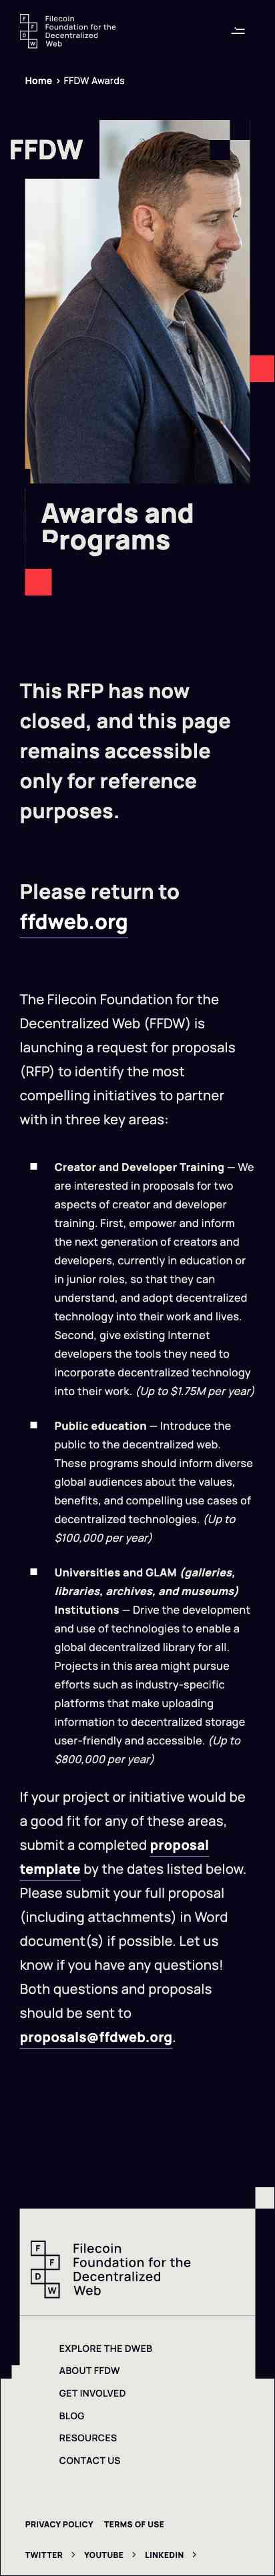 Filecoin
Foundation for the
Decentralized
Web
F
F
D
W
Home > FFDW Awards
FFDW
Awards and
Programs
This RFP has now
closed, and this page
remains accessible
only for reference
purposes.
Please return to
ffdweb.org
The Filecoin Foundation for the
Decentralized Web (FFDW) is
launching a request for proposals
(RFP) to identify the most
compelling initiatives to partner
with in three key areas:
Creator and Developer Training — We
are interested in proposals for two
aspects of creator and developer
training. First, empower and inform
the next generation of creators and
developers, currently in education or
in junior roles, so that they can
understand, and adopt decentralized
technology into their work and lives.
Second, give existing Internet
developers the tools they need to
incorporate decentralized technology
into their work. (Up to $1.75M per year)
Public education — Introduce the
public to the decentralized web.
These programs should inform diverse
global audiences about the values,
benefits, and compelling use cases of
decentralized technologies. (Up to
$100,000 per year)
Universities and GLAM (galleries,
libraries, archives, and museums)
Institutions — Drive the development
and use of technologies to enable a
global decentralized library for all.
Projects in this area might pursue
efforts such as industry-specific
platforms that make uploading
information to decentralized storage
user-friendly and accessible. (Up to
$800,000 per year)
If your project or initiative would be
a good fit for any of these areas,
submit a completed proposal
template by the dates listed below.
Please submit your full proposal
(including attachments) in Word
document(s) if possible. Let us
know if you have any questions!
Both questions and proposals
should be sent to
proposals@ffdweb.org.
F
F
D
W
Filecoin
Foundation for the
Decentralized
Web
EXPLORE THE DWEB
ABOUT FFDW
GET INVOLVED
BLOG
RESOURCES
CONTACT US
PRIVACY POLICY TERMS OF USE
TWITTER > YOUTUBE > LINKEDIN >